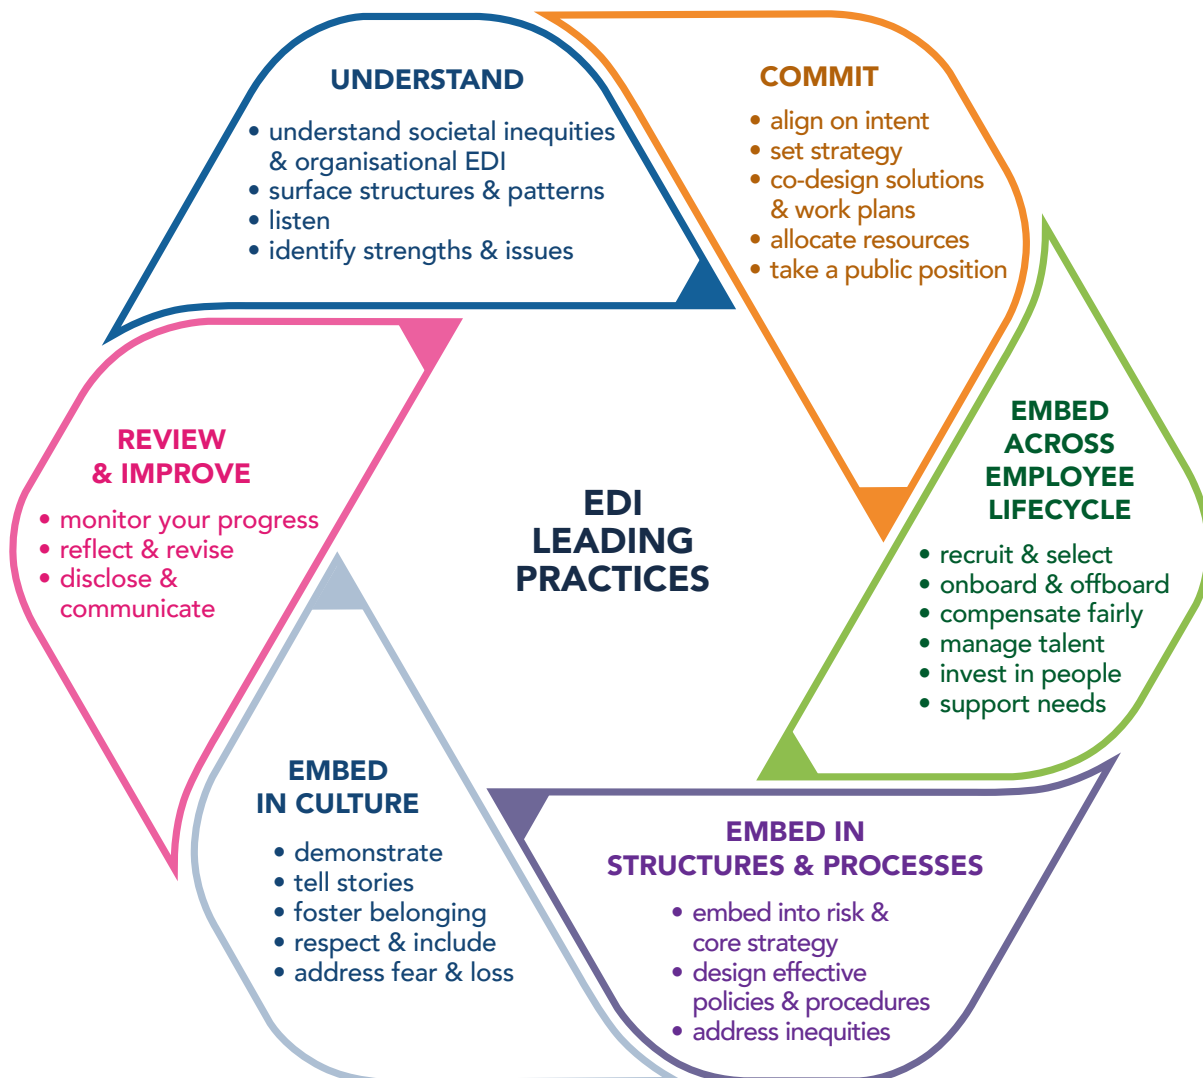 UNDERSTAND
• understand societal inequities
& organisational EDI
• surface structures & patterns
• listen
• identify strengths & issues
COMMIT
• align on intent
• set strategy
• co-design solutions
& work plans
• allocate resources
• take a public position
EMBED
ACROSS
EMPLOYEE
LIFECYCLE
• recruit & select
• onboard & offboard
• compensate fairly
• manage talent
• invest in people
• support needs
EMBED IN
STRUCTURES & PROCESSES
• embed into risk &
core strategy
• design effective
policies & procedures
• address inequities
EMBED
IN CULTURE
• demonstrate
• tell stories
• foster belonging
• respect & include
• address fear & loss
REVIEW
& IMPROVE
• monitor your progress
• reflect & revise
• disclose &
communicate
EDI
LEADING
PRACTICES